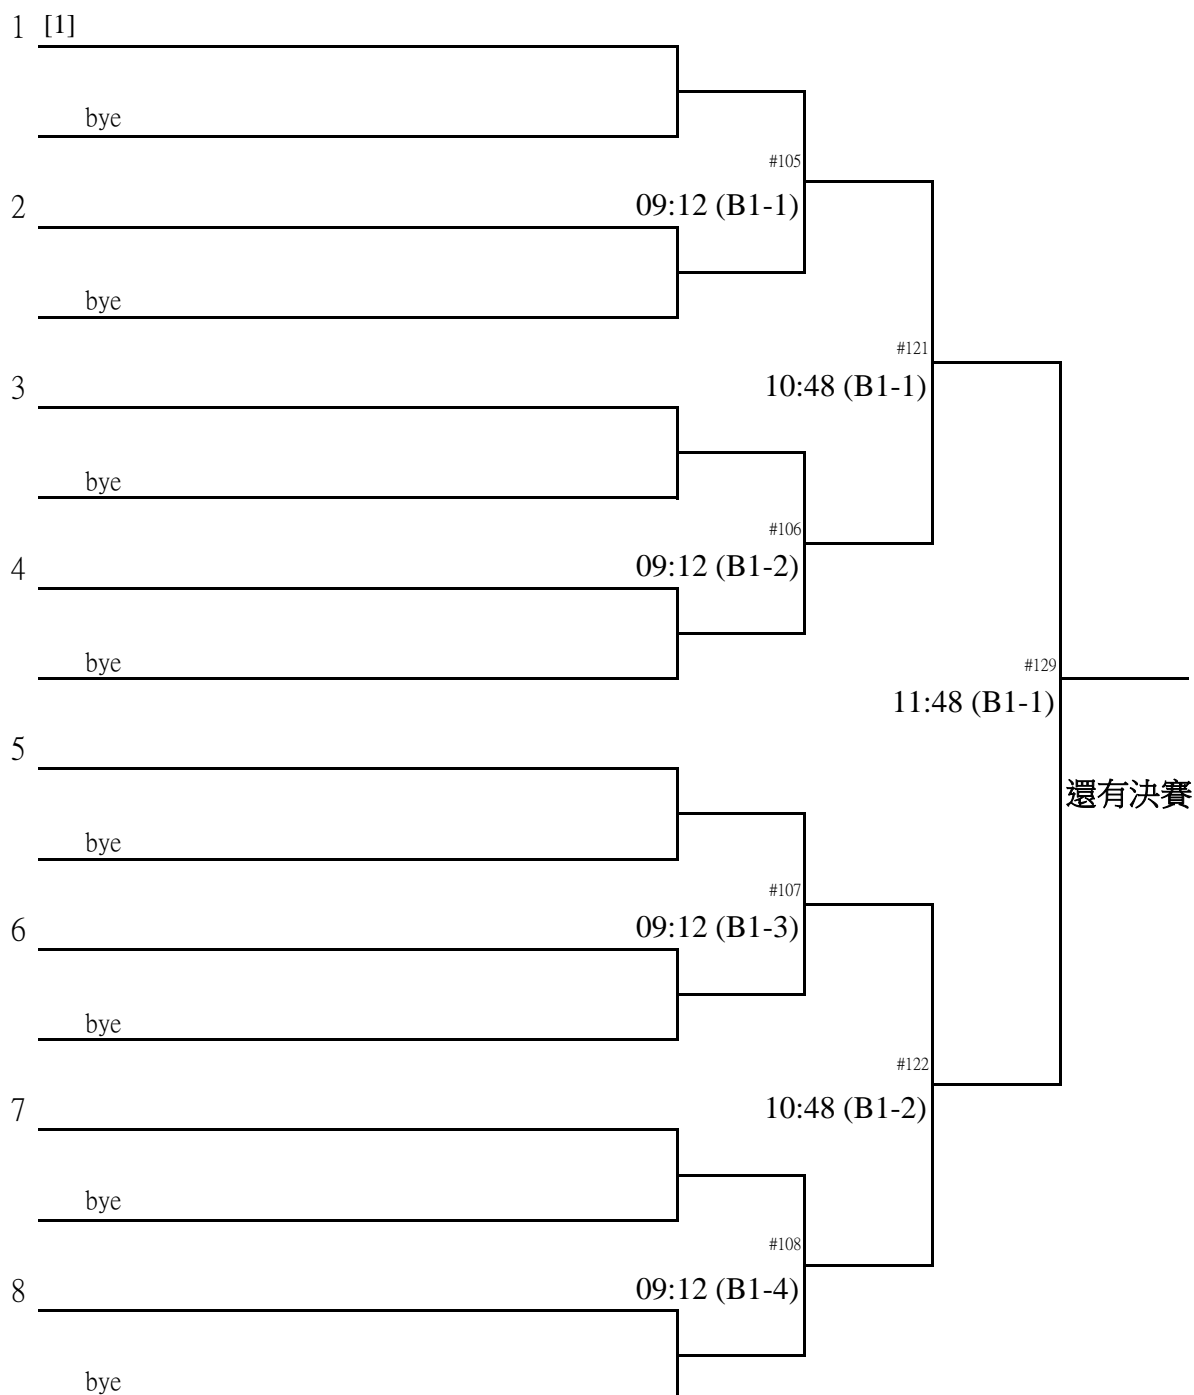 1 [1]
bye
#105
09:12 (B1-1)
2
bye
#121
10:48 (B1-1)
3
bye
#106
09:12 (B1-2)
4
bye
#129
11:48 (B1-1)
還有決賽
5
bye
#107
09:12 (B1-3)
6
bye
#122
10:48 (B1-2)
7
bye
#108
09:12 (B1-4)
8
bye